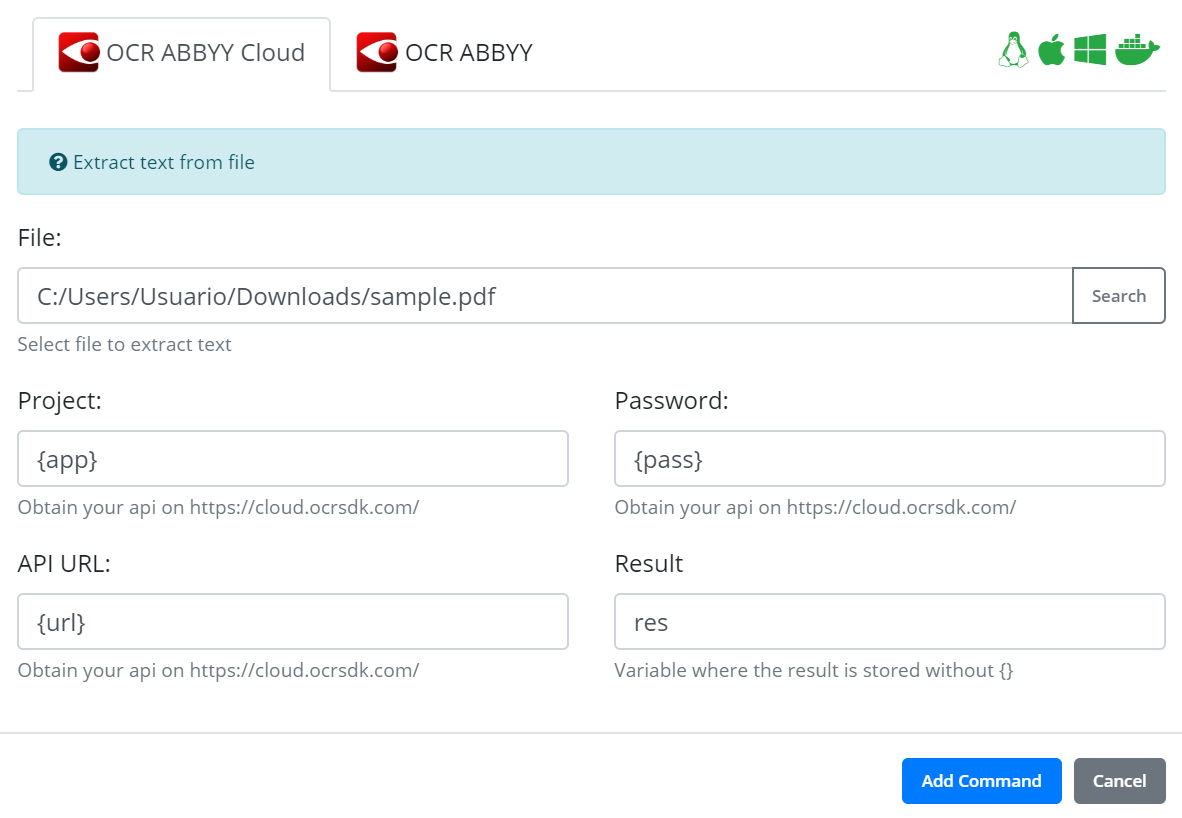 OCR ABBYY Cloud OCR ABBYY
Extract text from file
File:
C:/Users/Usuario/Downloads/sample.pdf Search
Select file to extract text
Project: Password:
{app} {pass}
Obtain your api on https://cloud.ocrsdk.com/ Obtain your api on https://cloud.ocrsdk.com/
API URL: Result
{url} res
Obtain your api on https://cloud.ocrsdk.com/ Variable where the result is stored without {}
Add Command Cancel